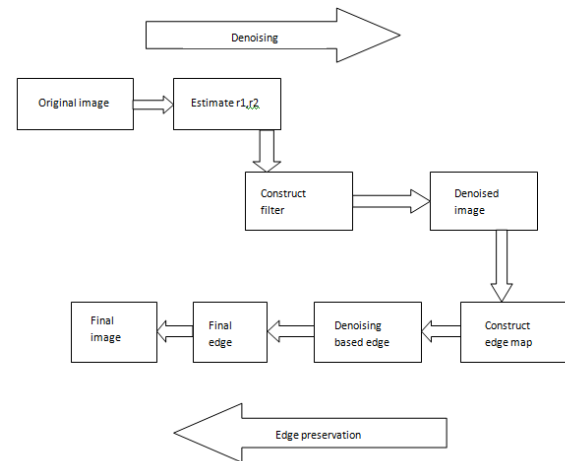 Denoising
Original image
Estimate r1,r2
Construct
filter
Denoised
image
Final
image
Final
edge
Denoising
based edge
Construct
edge map
Edge preservation